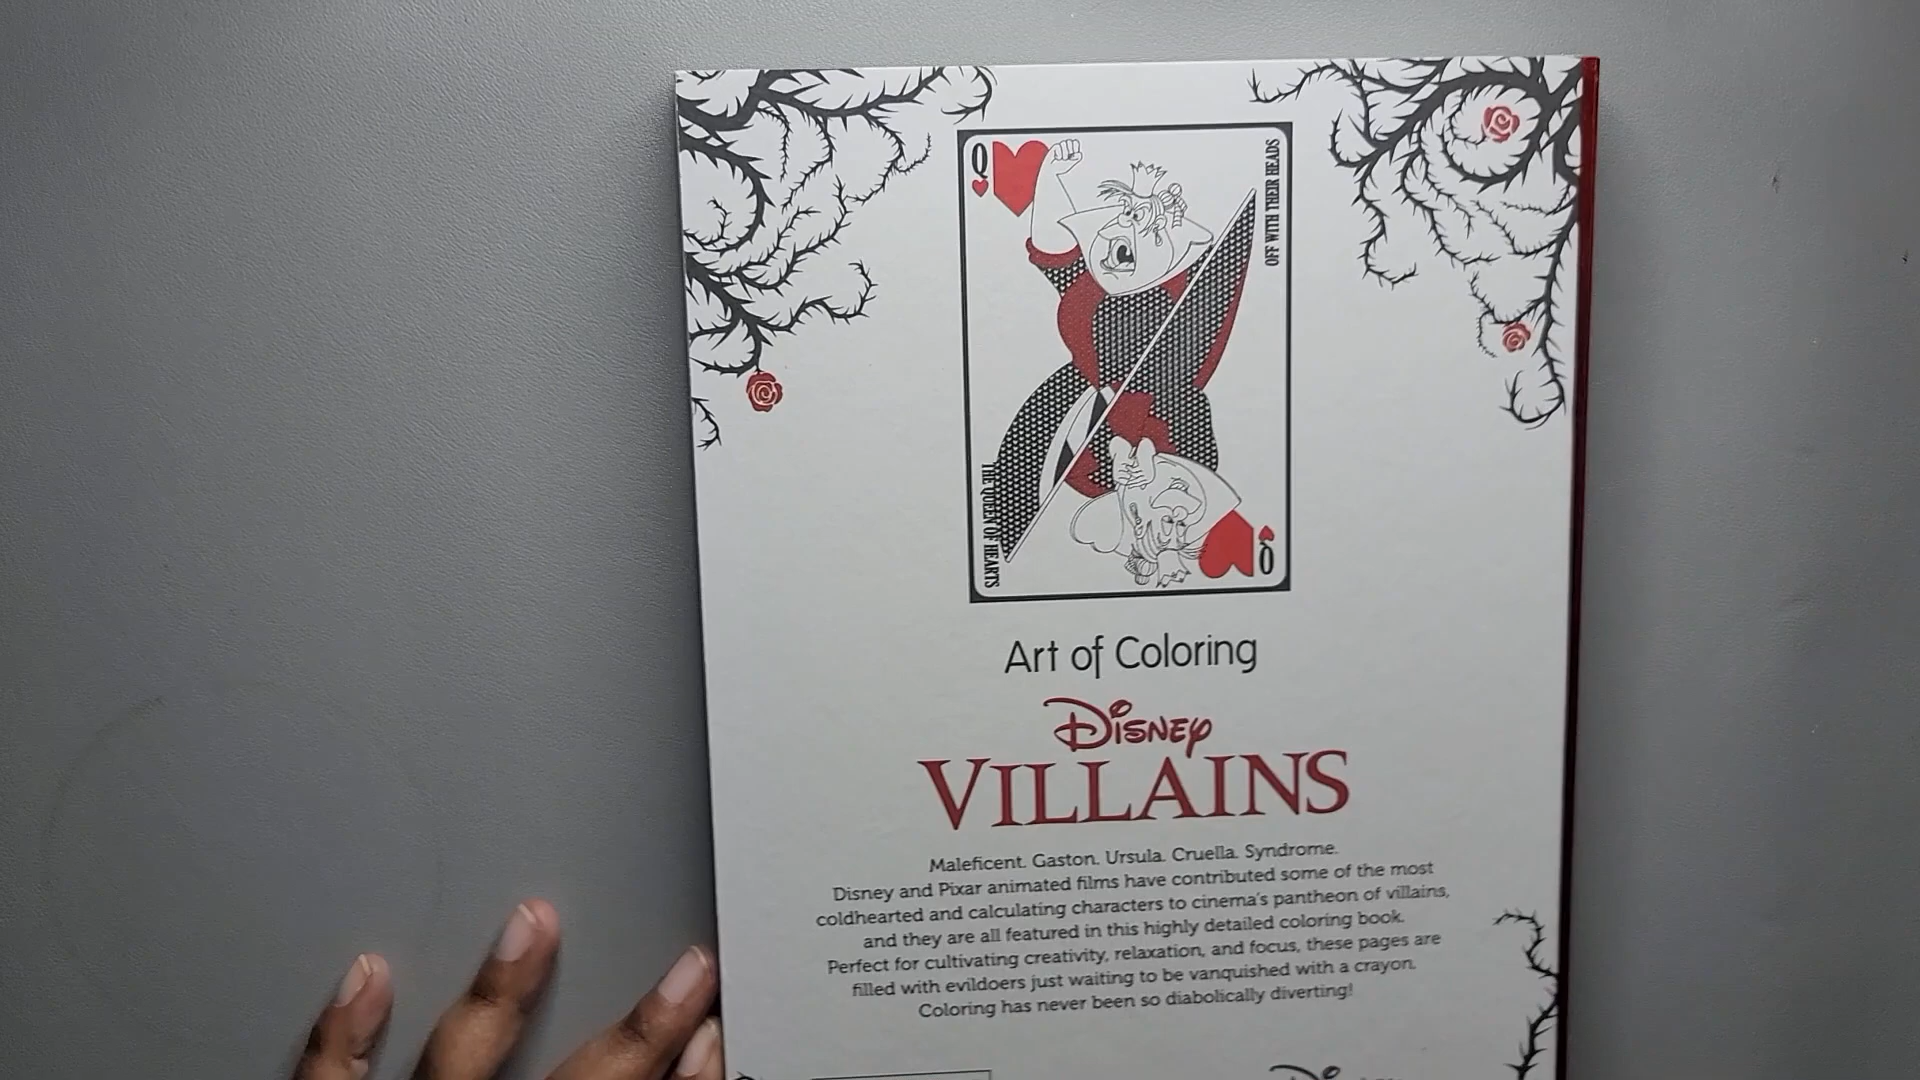 Q
OFF WITH THEIR HEADS
THE QUEEN OF HEARTS
Q
Art of Coloring
Disney
VILLAINS
Maleficent. Gaston. Ursula. Cruella. Syndrome.
Disney and Pixar animated films have contributed some of the most
coldhearted and calculating characters to cinema's pantheon of villains,
and they are all featured in this highly detailed coloring book.
Perfect for cultivating creativity, relaxation, and focus, these pages are
filled with evildoers just waiting to be vanquished with a crayon.
Coloring has never been so diabolically diverting!